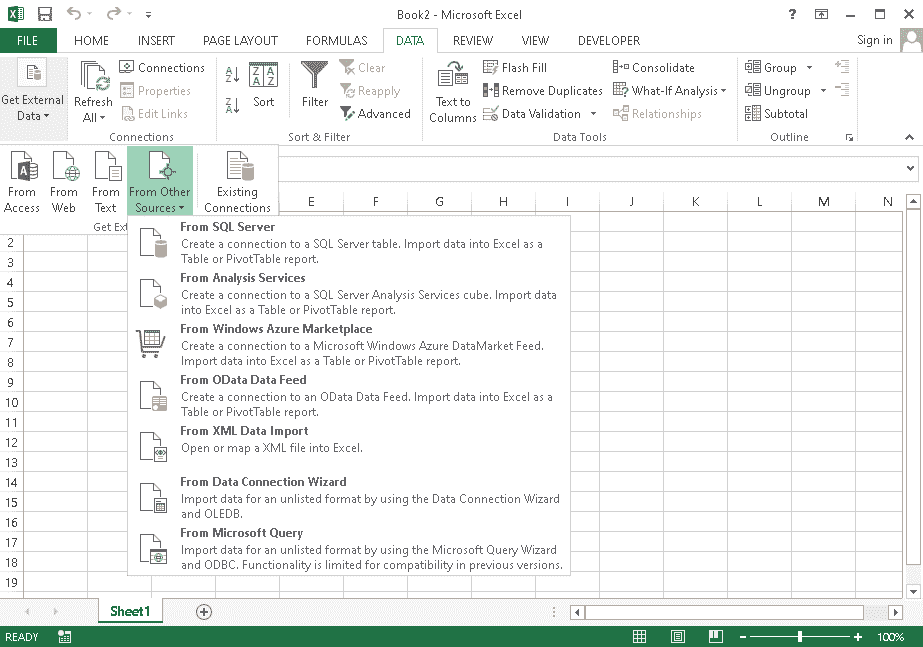 Book2 - Microsoft Excel
?
FILE HOME INSERT PAGE LAYOUT FORMULAS DATA REVIEW VIEW DEVELOPER Sign in
Get External
Data
Refresh
All
Connections
Properties
Edit Links
Connections
A
Z
Z
A
Z A
A Z
Sort
Filter
Clear
Reapply
Advanced
Sort & Filter
Text to
Columns
Flash Fill
Remove Duplicates
Data Validation
Consolidate
What-If Analysis
Relationships
Data Tools
Group
Ungroup
Subtotal
Outline
From
Access
From
Web
From
Text
From Other
Sources
Existing
Connections
Get Ext
E F G H I J K L M N
From SQL Server
Create a connection to a SQL Server table. Import data into Excel as a
Table or PivotTable report.
From Analysis Services
Create a connection to a SQL Server Analysis Services cube. Import data
into Excel as a Table or PivotTable report.
From Windows Azure Marketplace
Create a connection to a Microsoft Windows Azure DataMarket Feed.
Import data into Excel as a Table or PivotTable report.
From OData Data Feed
Create a connection to an OData Data Feed. Import data into Excel as a
Table or PivotTable report.
From XML Data Import
Open or map a XML file into Excel.
From Data Connection Wizard
Import data for an unlisted format by using the Data Connection Wizard
and OLEDB.
From Microsoft Query
Import data for an unlisted format by using the Microsoft Query Wizard
and ODBC. Functionality is limited for compatibility in previous versions.
2
3
4
5
6
7
8
9
10
11
12
13
14
15
16
17
18
19
Sheet1
READY
100%